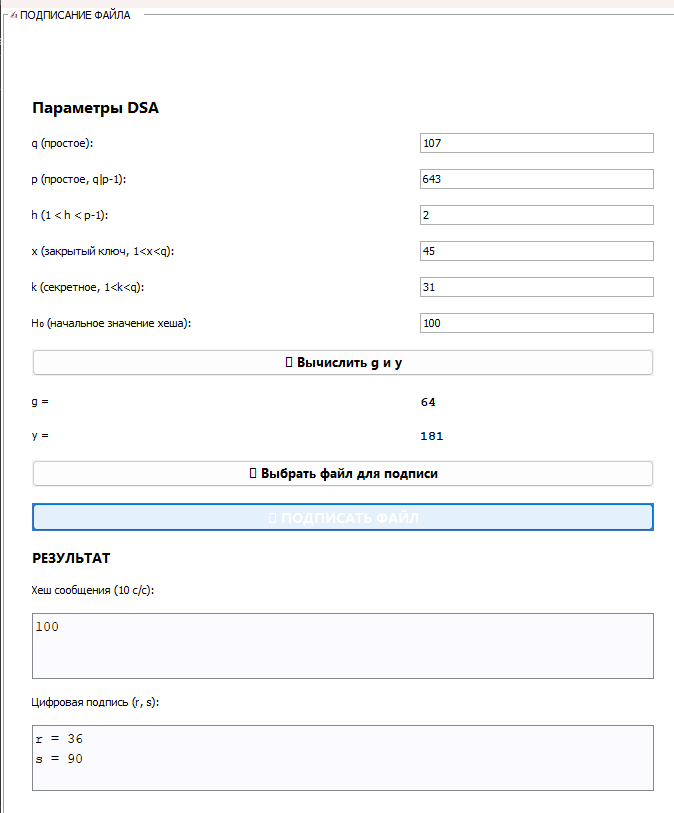 ПОДПИСАНИЕ ФАЙЛА
Параметры DSA
q (простое): 107
p (простое, q|p-1): 643
h (1 < h < p-1): 2
x (закрытый ключ, 1<x<q): 45
k (секретное, 1<k<q): 31
H₀ (начальное значение хеша): 100
Вычислить g и y
g = 64
y = 181
Выбрать файл для подписи
ПОДПИСАТЬ ФАЙЛ
РЕЗУЛЬТАТ
Хеш сообщения (10 с/с):
100
Цифровая подпись (r, s):
r = 36
s = 90